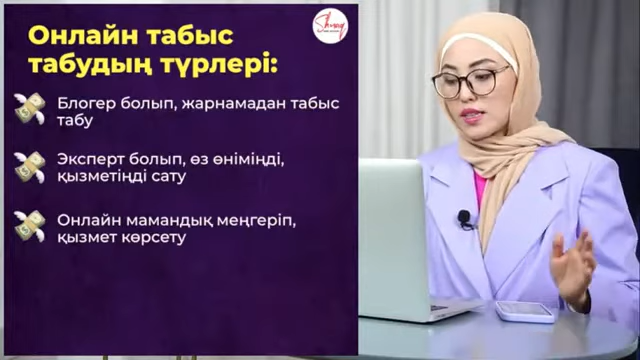 Онлайн табыс
табудың түрлері:
Блогер болып, жарнамадан табыс
табу
Эксперт болып, өз өніміңді,
қызметіңді сату
Онлайн мамандық меңгеріп,
қызмет көрсету